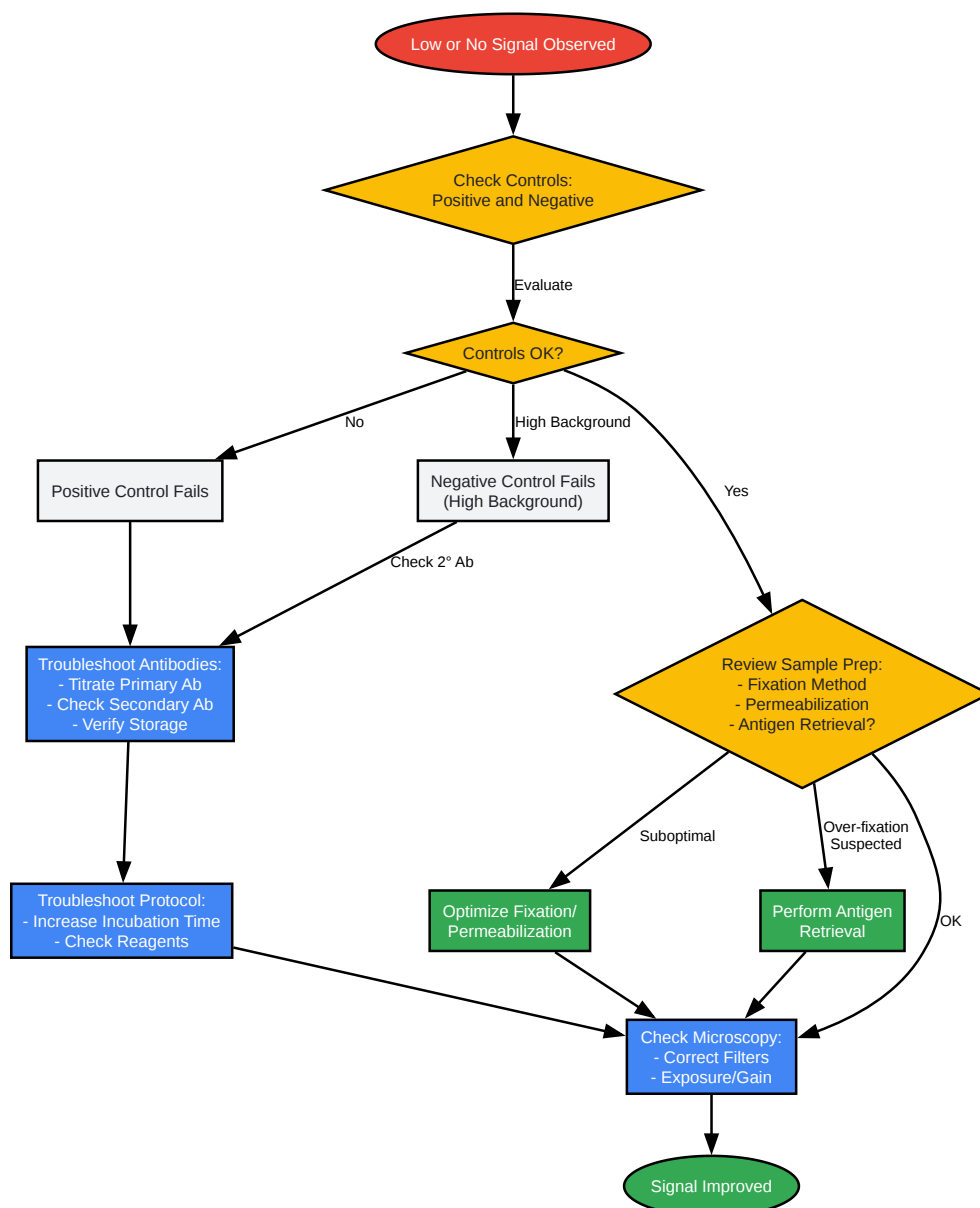 Low or No Signal Observed
Check Controls:
Positive and Negative
Evaluate
Controls OK?
No
High Background
Yes
Positive Control Fails
Negative Control Fails
(High Background)
Check 2° Ab
Troubleshoot Antibodies:
- Titrate Primary Ab
- Check Secondary Ab
- Verify Storage
Review Sample Prep:
- Fixation Method
- Permeabilization
- Antigen Retrieval?
Suboptimal
Over-fixation
Suspected
OK
Troubleshoot Protocol:
- Increase Incubation Time
- Check Reagents
Optimize Fixation/
Permeabilization
Perform Antigen
Retrieval
Check Microscopy:
- Correct Filters
- Exposure/Gain
Signal Improved